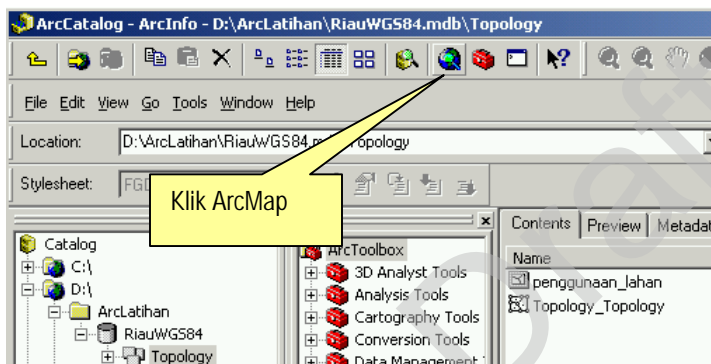 ArcCatalog - ArcInfo - D:\ArcLatihan\RiauWGS84.mdb\Topology
File Edit View Go Tools Window Help
Location: D:\ArcLatihan\RiauWGS84.m Topology
Stylesheet: FGD
Klik ArcMap
Contents Preview Metadat
Catalog
C:\
D:\
ArcLatihan
RiauWGS84
Topology
ArcToolbox
3D Analyst Tools
Analysis Tools
Cartography Tools
Conversion Tools
Data Management
Name
penggunaan_lahan
Topology_Topology
Draft